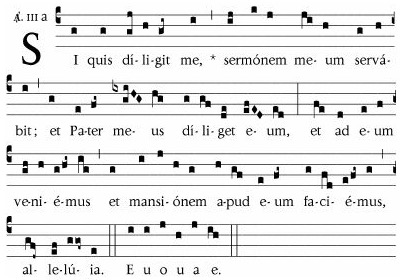 A. III a
SI quis dí-li-git me, * sermónem me-um servá-
bit; et Pa-ter me-us dí-li-get e-um, et ad e-um
ve-ni-é-mus et mansi-ónem a-pud e-um fa-ci-é-mus,
al-le-lú-ia. E u o u a e.